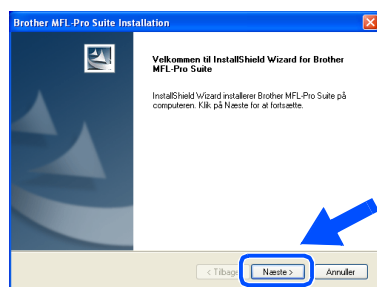 Brother MFL-Pro Suite Installation
Velkommen til InstallShield Wizard for Brother
MFL-Pro Suite
InstallShield Wizard installerer Brother MFL-Pro Suite på
computeren. Klik på Næste for at fortsætte.
< Tilbage
Næste >
Annuller